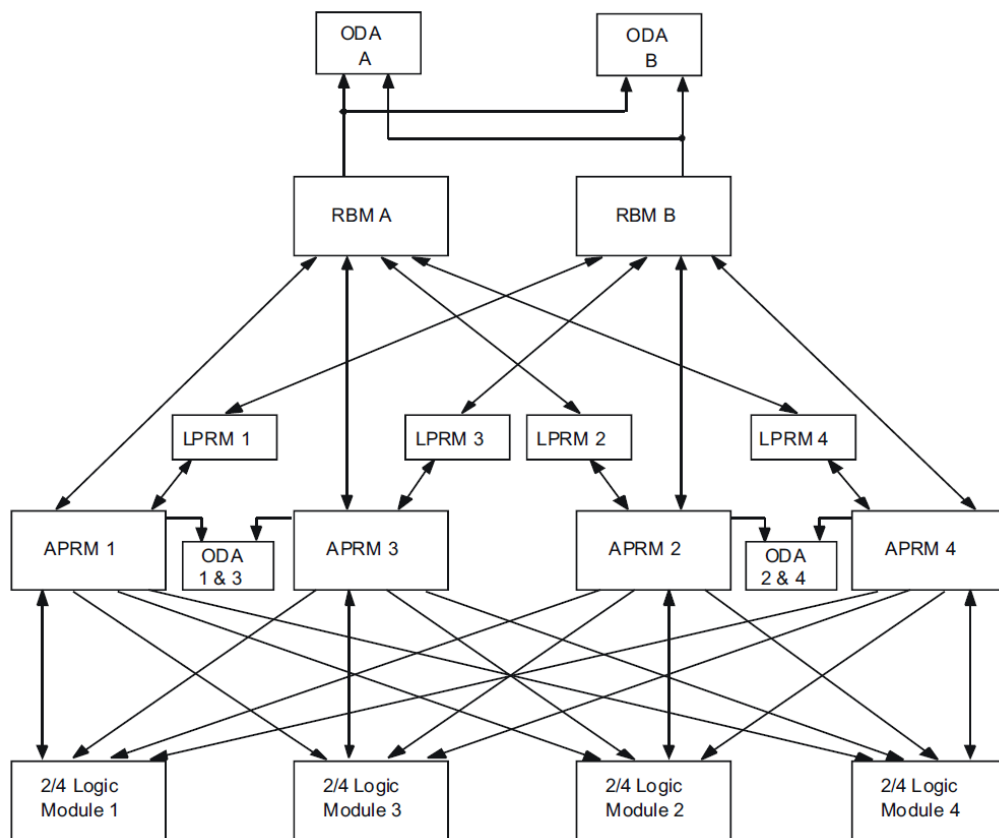 ODA
A
ODA
B
RBM A
RBM B
LPRM 1
LPRM 3
LPRM 2
LPRM 4
APRM 1
ODA
1 & 3
APRM 3
APRM 2
ODA
2 & 4
APRM 4
2/4 Logic
Module 1
2/4 Logic
Module 3
2/4 Logic
Module 2
2/4 Logic
Module 4